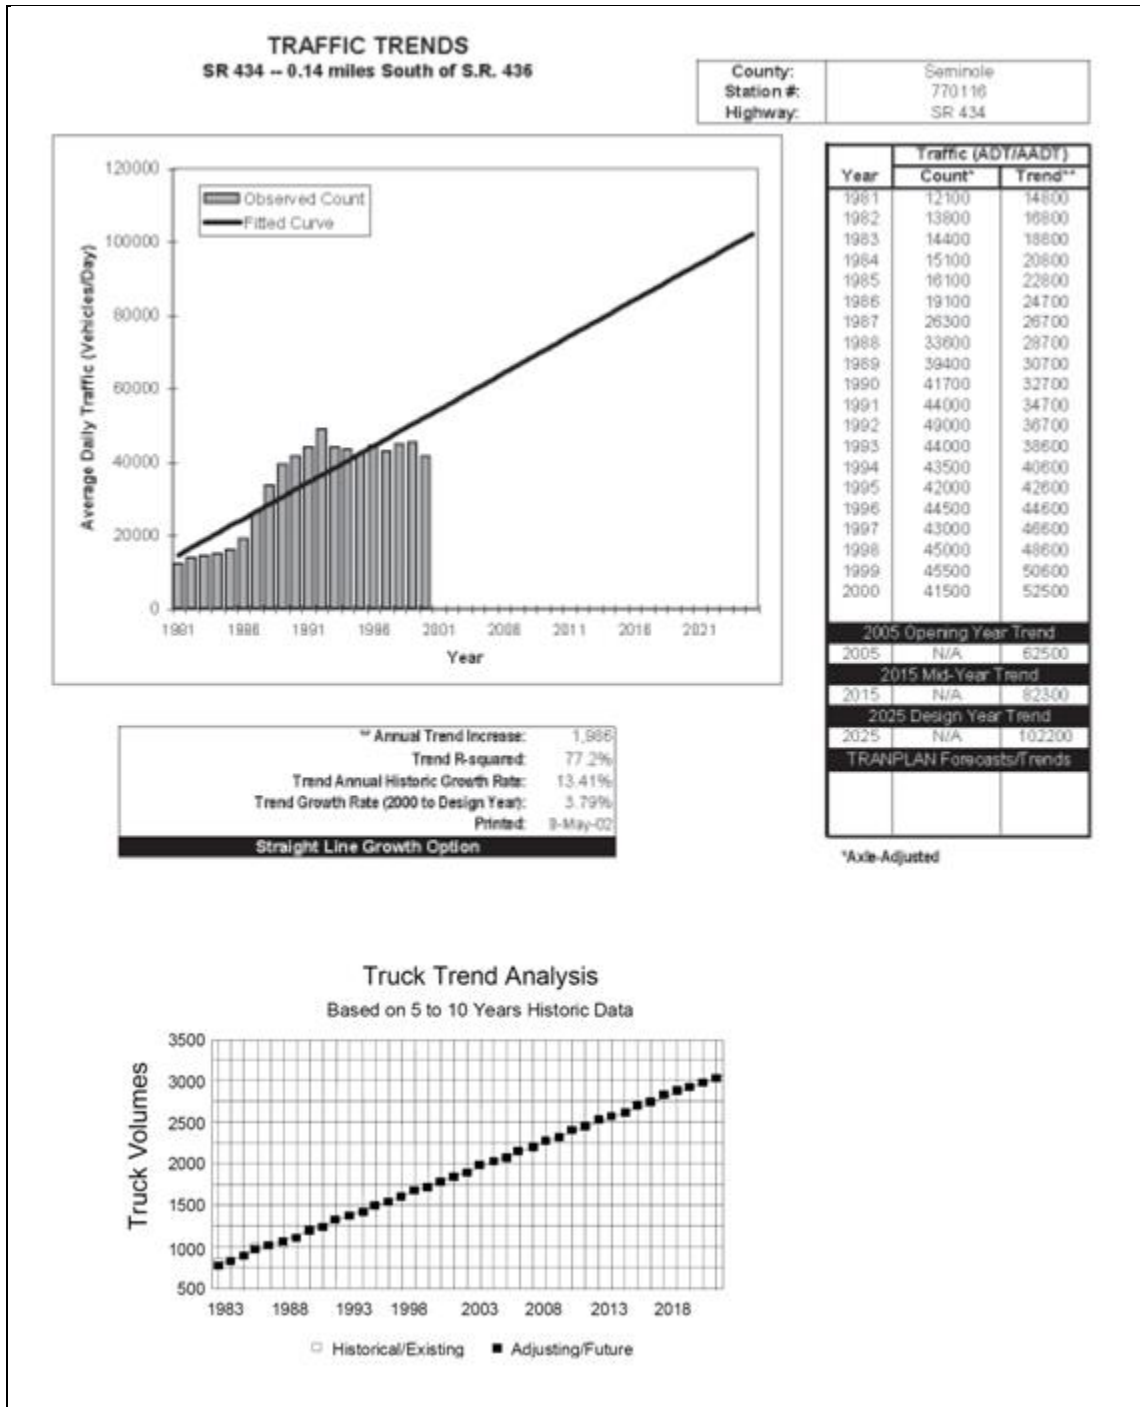 TRAFFIC TRENDS
SR 434 -- 0.14 miles South of S.R. 436
County: Seminole
Station #: 770116
Highway: SR 434
120000
100000
80000
60000
40000
20000
0
Average Daily Traffic (Vehicles/Day)
Observed Count
Fitted Curve
1981 1986 1991 1996 2001 2006 2011 2016 2021
Year
Traffic (ADT/AADT)
Year Count* Trend**
1981 12100 14800
1982 13800 16800
1983 14400 18800
1984 15100 20800
1985 16100 22800
1986 19100 24700
1987 26300 26700
1988 33600 28700
1989 39400 30700
1990 41700 32700
1991 44000 34700
1992 49000 36700
1993 44000 38600
1994 43500 40600
1995 42000 42600
1996 44500 44600
1997 43000 46600
1998 45000 48600
1999 45500 50600
2000 41500 52500
2005 Opening Year Trend
2005 N/A 62500
2015 Mid-Year Trend
2015 N/A 82300
2025 Design Year Trend
2025 N/A 102200
TRANPLAN Forecasts/Trends
*Axle-Adjusted
** Annual Trend Increase: 1,986
Trend R-squared: 77.2%
Trend Annual Historic Growth Rate: 13.41%
Trend Growth Rate (2000 to Design Year): 3.79%
Printed: -May-02
Straight Line Growth Option
Truck Trend Analysis
Based on 5 to 10 Years Historic Data
Truck Volumes
3500
3000
2500
2000
1500
1000
500
1983 1988 1993 1998 2003 2008 2013 2018
Historical/Existing Adjusting/Future